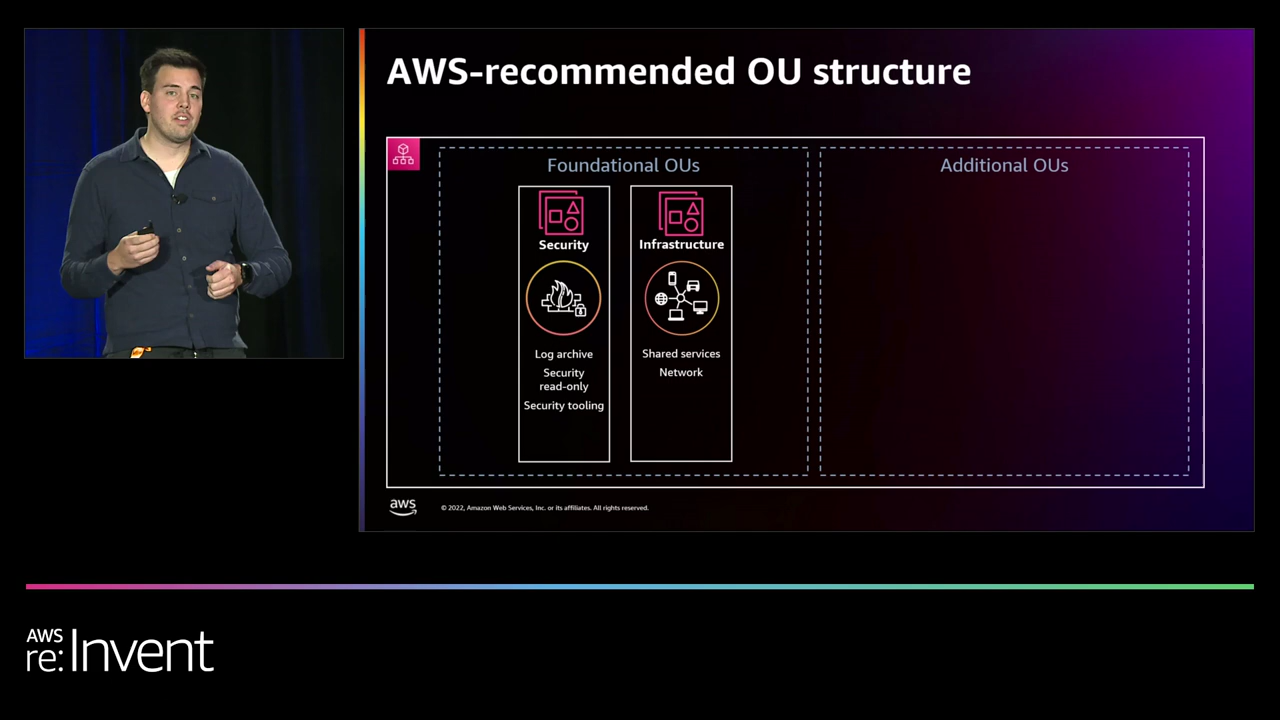 AWS-recommended OU structure
Foundational OUs
Additional OUs
Security
Infrastructure
Log archive
Security
read-only
Security tooling
Shared services
Network
aws
© 2022, Amazon Web Services, Inc. or its affiliates. All rights reserved.
AWS
re:Invent